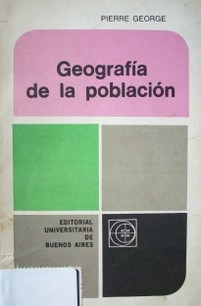 PIERRE GEORGE
Geografía
de la población
EDITORIAL
UNIVERSITARIA
DE
BUENOS AIRES